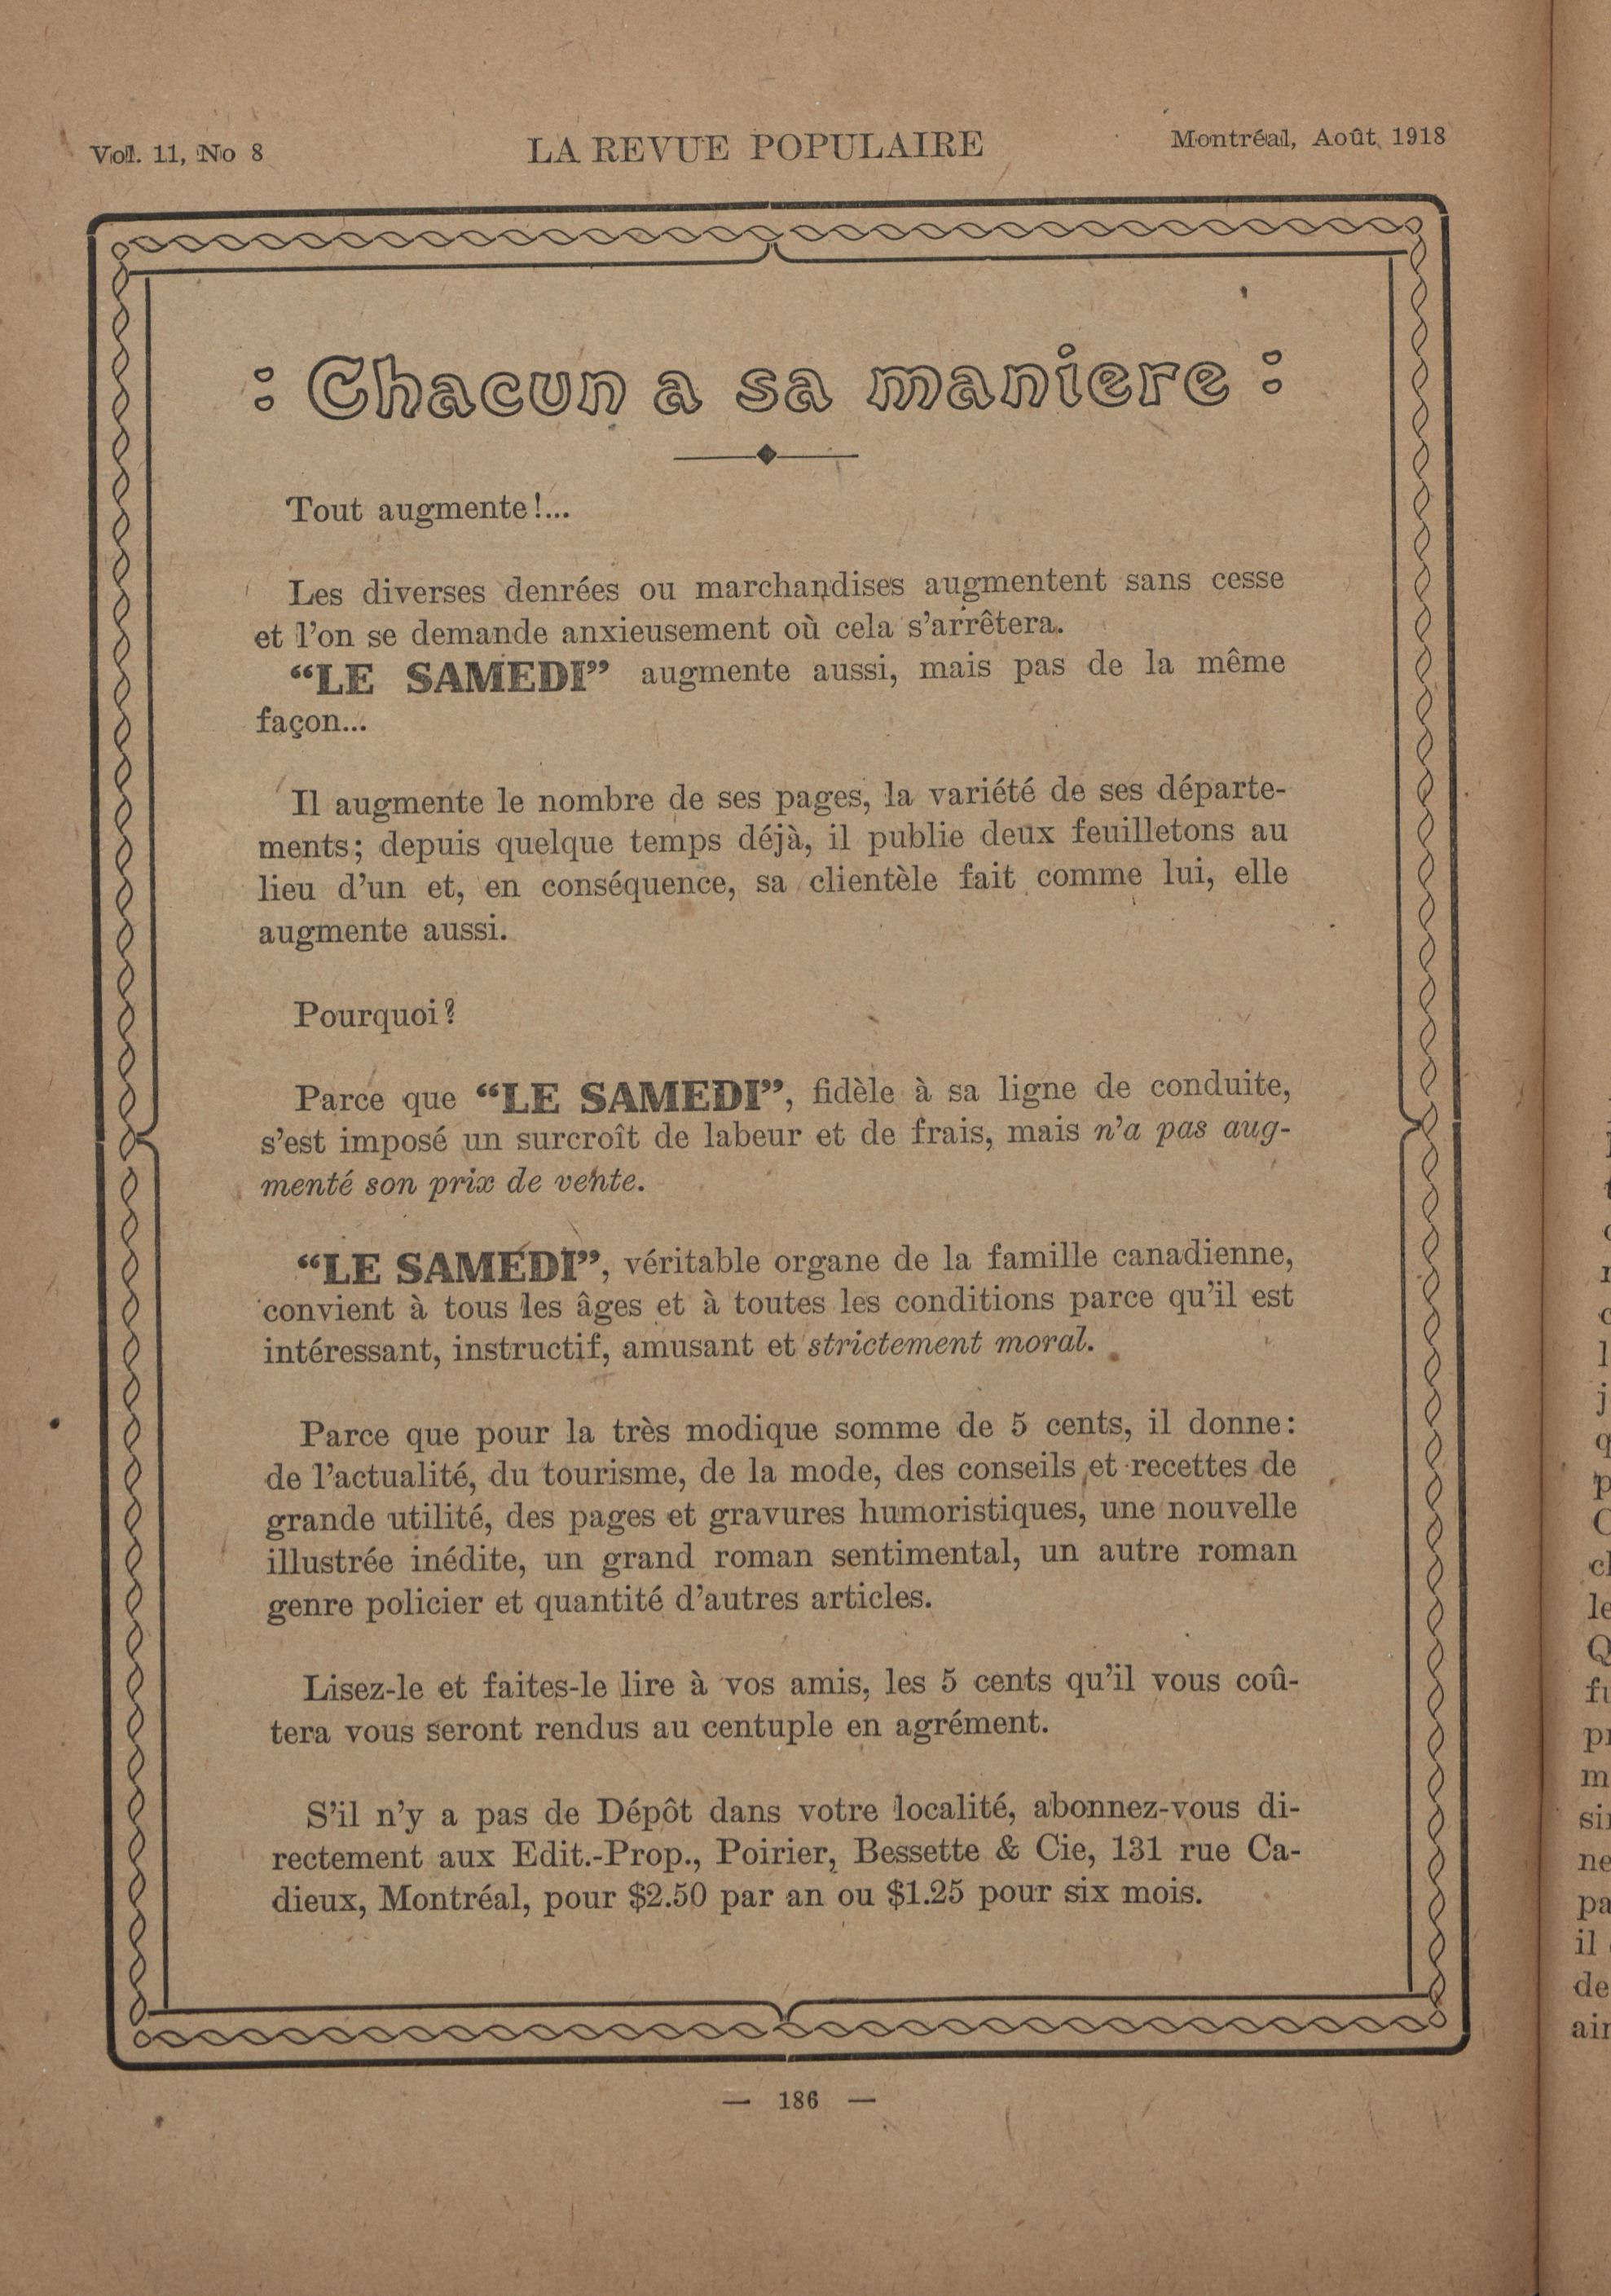 Vol. 11, No 8
LA REVUE POPULAIRE
Montréal, Août 1918
: Chacun a sa maniere :
Tout augmente!...
Les diverses denrées ou marchandises augmentent sans cesse
et l'on se demande anxieusement où cela s'arrêtera.
“LE SAMEDI” augmente aussi, mais pas de la même
façon...
Il augmente le nombre de ses pages, la variété de ses départe-
ments; depuis quelque temps déjà, il publie deux feuilletons au
lieu d'un et, en conséquence, sa clientèle fait comme lui, elle
augmente aussi.
Pourquoi?
Parce que “LE SAMEDI”, fidèle à sa ligne de conduite,
s'est imposé un surcroît de labeur et de frais, mais n'a pas aug-
menté son prix de vente.
“LE SAMEDI”, véritable organe de la famille canadienne,
convient à tous les âges et à toutes les conditions parce qu'il est
intéressant, instructif, amusant et strictement moral.
Parce que pour la très modique somme de 5 cents, il donne:
de l'actualité, du tourisme, de la mode, des conseils et recettes de
grande utilité, des pages et gravures humoristiques, une nouvelle
illustrée inédite, un grand roman sentimental, un autre roman
genre policier et quantité d'autres articles.
Lisez-le et faites-le lire à vos amis, les 5 cents qu'il vous coû-
tera vous seront rendus au centuple en agrément.
S'il n'y a pas de Dépôt dans votre localité, abonnez-vous di-
rectement aux Edit.-Prop., Poirier, Bessette & Cie, 131 rue Ca-
dieux, Montréal, pour $2.50 par an ou $1.25 pour six mois.
— 186 —